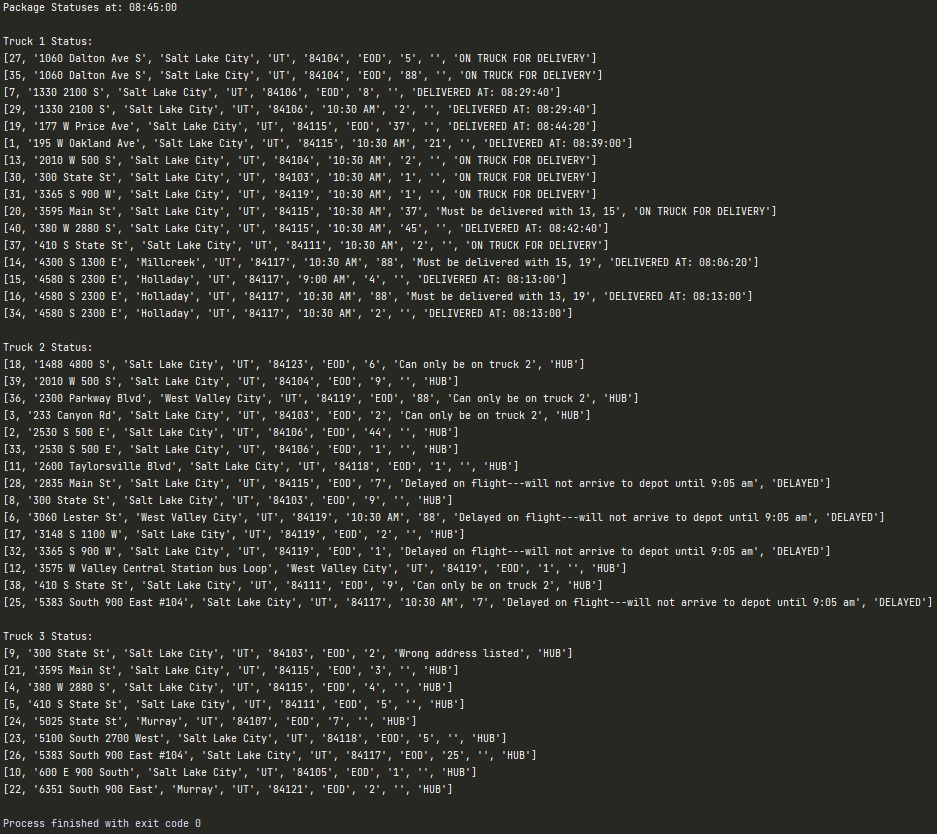 Package Statuses at: 08:45:00
Truck 1 Status:
[27, '1060 Dalton Ave S', 'Salt Lake City', 'UT', '84104', 'EOD', '5', '', 'ON TRUCK FOR DELIVERY']
[35, '1060 Dalton Ave S', 'Salt Lake City', 'UT', '84104', 'EOD', '88', '', 'ON TRUCK FOR DELIVERY']
[7, '1330 2100 S', 'Salt Lake City', 'UT', '84106', 'EOD', '8', '', 'DELIVERED AT: 08:29:40']
[29, '1330 2100 S', 'Salt Lake City', 'UT', '84106', '10:30 AM', '2', '', 'DELIVERED AT: 08:29:40']
[19, '177 W Price Ave', 'Salt Lake City', 'UT', '84115', 'EOD', '37', '', 'DELIVERED AT: 08:44:20']
[1, '195 W Oakland Ave', 'Salt Lake City', 'UT', '84115', '10:30 AM', '21', '', 'DELIVERED AT: 08:39:00']
[13, '2010 W 500 S', 'Salt Lake City', 'UT', '84104', '10:30 AM', '2', '', 'ON TRUCK FOR DELIVERY']
[30, '300 State St', 'Salt Lake City', 'UT', '84103', '10:30 AM', '1', '', 'ON TRUCK FOR DELIVERY']
[31, '3365 S 900 W', 'Salt Lake City', 'UT', '84119', '10:30 AM', '1', '', 'ON TRUCK FOR DELIVERY']
[20, '3595 Main St', 'Salt Lake City', 'UT', '84115', '10:30 AM', '37', 'Must be delivered with 13, 15', 'ON TRUCK FOR DELIVERY']
[40, '380 W 2880 S', 'Salt Lake City', 'UT', '84115', '10:30 AM', '45', '', 'DELIVERED AT: 08:42:40']
[37, '410 S State St', 'Salt Lake City', 'UT', '84111', '10:30 AM', '2', '', 'ON TRUCK FOR DELIVERY']
[14, '4300 S 1300 E', 'Millcreek', 'UT', '84117', '10:30 AM', '88', 'Must be delivered with 15, 19', 'DELIVERED AT: 08:06:20']
[15, '4580 S 2300 E', 'Holladay', 'UT', '84117', '9:00 AM', '4', '', 'DELIVERED AT: 08:13:00']
[16, '4580 S 2300 E', 'Holladay', 'UT', '84117', '10:30 AM', '88', 'Must be delivered with 13, 19', 'DELIVERED AT: 08:13:00']
[34, '4580 S 2300 E', 'Holladay', 'UT', '84117', '10:30 AM', '2', '', 'DELIVERED AT: 08:13:00']
Truck 2 Status:
[18, '1488 4800 S', 'Salt Lake City', 'UT', '84123', 'EOD', '6', 'Can only be on truck 2', 'HUB']
[39, '2010 W 500 S', 'Salt Lake City', 'UT', '84104', 'EOD', '9', '', 'HUB']
[36, '2300 Parkway Blvd', 'West Valley City', 'UT', '84119', 'EOD', '88', 'Can only be on truck 2', 'HUB']
[3, '233 Canyon Rd', 'Salt Lake City', 'UT', '84103', 'EOD', '2', 'Can only be on truck 2', 'HUB']
[2, '2530 S 500 E', 'Salt Lake City', 'UT', '84106', 'EOD', '44', '', 'HUB']
[33, '2530 S 500 E', 'Salt Lake City', 'UT', '84106', 'EOD', '1', '', 'HUB']
[11, '2600 Taylorsville Blvd', 'Salt Lake City', 'UT', '84118', 'EOD', '1', '', 'HUB']
[28, '2835 Main St', 'Salt Lake City', 'UT', '84115', 'EOD', '7', 'Delayed on flight---will not arrive to depot until 9:05 am', 'DELAYED']
[8, '300 State St', 'Salt Lake City', 'UT', '84103', 'EOD', '9', '', 'HUB']
[6, '3060 Lester St', 'West Valley City', 'UT', '84119', '10:30 AM', '88', 'Delayed on flight---will not arrive to depot until 9:05 am', 'DELAYED']
[17, '3148 S 1100 W', 'Salt Lake City', 'UT', '84119', 'EOD', '2', '', 'HUB']
[32, '3365 S 900 W', 'Salt Lake City', 'UT', '84119', 'EOD', '1', 'Delayed on flight---will not arrive to depot until 9:05 am', 'DELAYED']
[12, '3575 W Valley Central Station bus Loop', 'West Valley City', 'UT', '84119', 'EOD', '1', '', 'HUB']
[38, '410 S State St', 'Salt Lake City', 'UT', '84111', 'EOD', '9', 'Can only be on truck 2', 'HUB']
[25, '5383 South 900 East #104', 'Salt Lake City', 'UT', '84117', '10:30 AM', '7', 'Delayed on flight---will not arrive to depot until 9:05 am', 'DELAYED']
Truck 3 Status:
[9, '300 State St', 'Salt Lake City', 'UT', '84103', 'EOD', '2', 'Wrong address listed', 'HUB']
[21, '3595 Main St', 'Salt Lake City', 'UT', '84115', 'EOD', '3', '', 'HUB']
[4, '380 W 2880 S', 'Salt Lake City', 'UT', '84115', 'EOD', '4', '', 'HUB']
[5, '410 S State St', 'Salt Lake City', 'UT', '84111', 'EOD', '5', '', 'HUB']
[24, '5025 State St', 'Murray', 'UT', '84107', 'EOD', '7', '', 'HUB']
[23, '5100 South 2700 West', 'Salt Lake City', 'UT', '84118', 'EOD', '5', '', 'HUB']
[26, '5383 South 900 East #104', 'Salt Lake City', 'UT', '84117', 'EOD', '25', '', 'HUB']
[10, '600 E 900 South', 'Salt Lake City', 'UT', '84105', 'EOD', '1', '', 'HUB']
[22, '6351 South 900 East', 'Murray', 'UT', '84121', 'EOD', '2', '', 'HUB']
Process finished with exit code 0